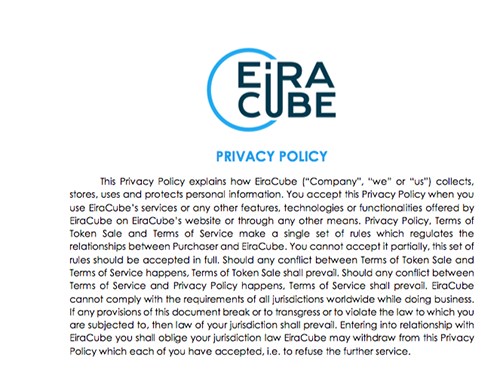 EiRA
CUBE
PRIVACY POLICY
This Privacy Policy explains how EiraCube ("Company", "we" or "us") collects,
stores, uses and protects personal information. You accept this Privacy Policy when you
use EiraCube's services or any other features, technologies or functionalities offered by
EiraCube on EiraCube's website or through any other means. Privacy Policy, Terms of
Token Sale and Terms of Service make a single set of rules which regulates the
relationships between Purchaser and EiraCube. You cannot accept it partially, this set of
rules should be accepted in full. Should any conflict between Terms of Token Sale and
Terms of Service happens, Terms of Token Sale shall prevail. Should any conflict between
Terms of Service and Privacy Policy happens, Terms of Service shall prevail. EiraCube
cannot comply with the requirements of all jurisdictions worldwide while doing business.
If any provisions of this document break or to transgress or to violate the law to which you
are subjected to, then law of your jurisdiction shall prevail. Entering into relationship with
EiraCube you shall oblige your jurisdiction law EiraCube may withdraw from this Privacy
Policy which each of you have accepted, i.e. to refuse the further service.